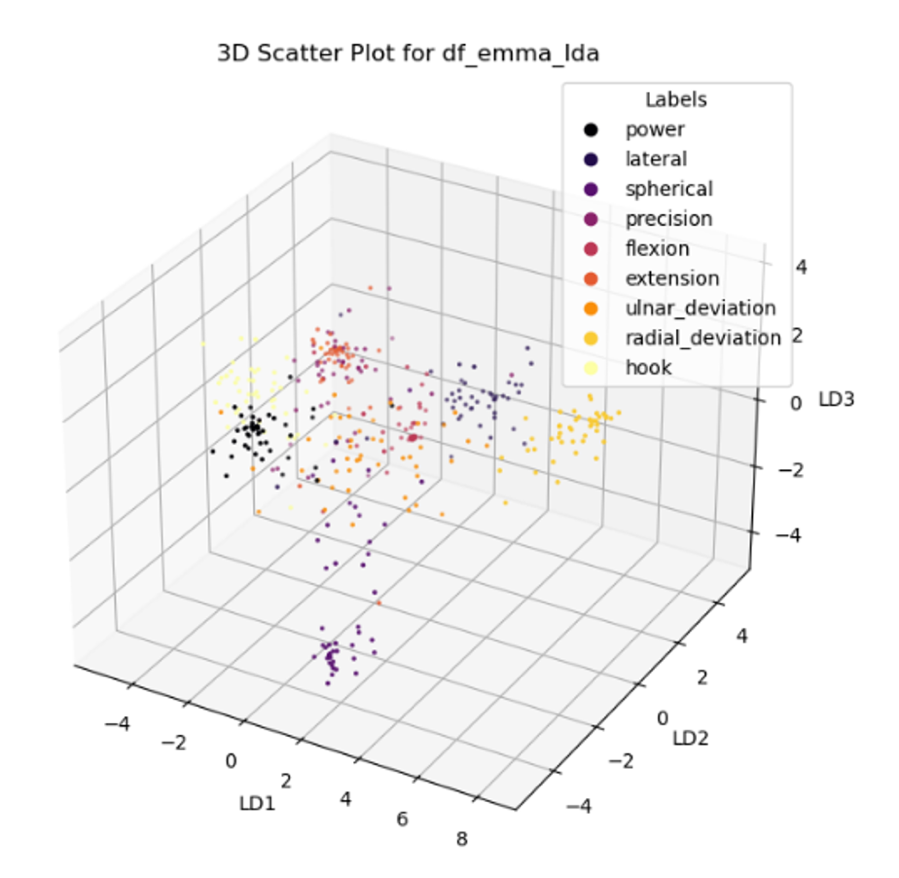 3D Scatter Plot for df_emma_lda
Labels
power
lateral
spherical
precision
flexion
extension
ulnar_deviation
radial_deviation
hook
4
2
0
−2
−4
LD3
−4
−2
0
2
4
6
8
LD1
4
2
0
−2
−4
LD2